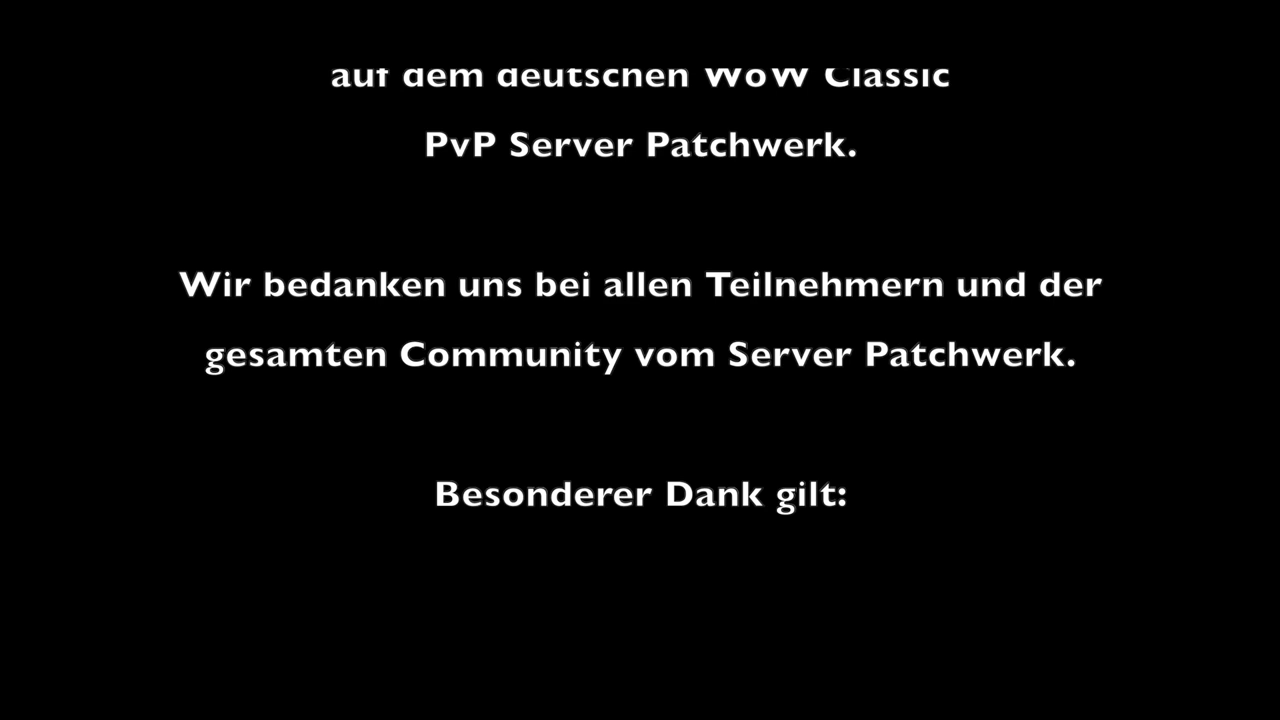 auf dem deutschen WoW Classic
PvP Server Patchwerk.
Wir bedanken uns bei allen Teilnehmern und der
gesamten Community vom Server Patchwerk.
Besonderer Dank gilt: